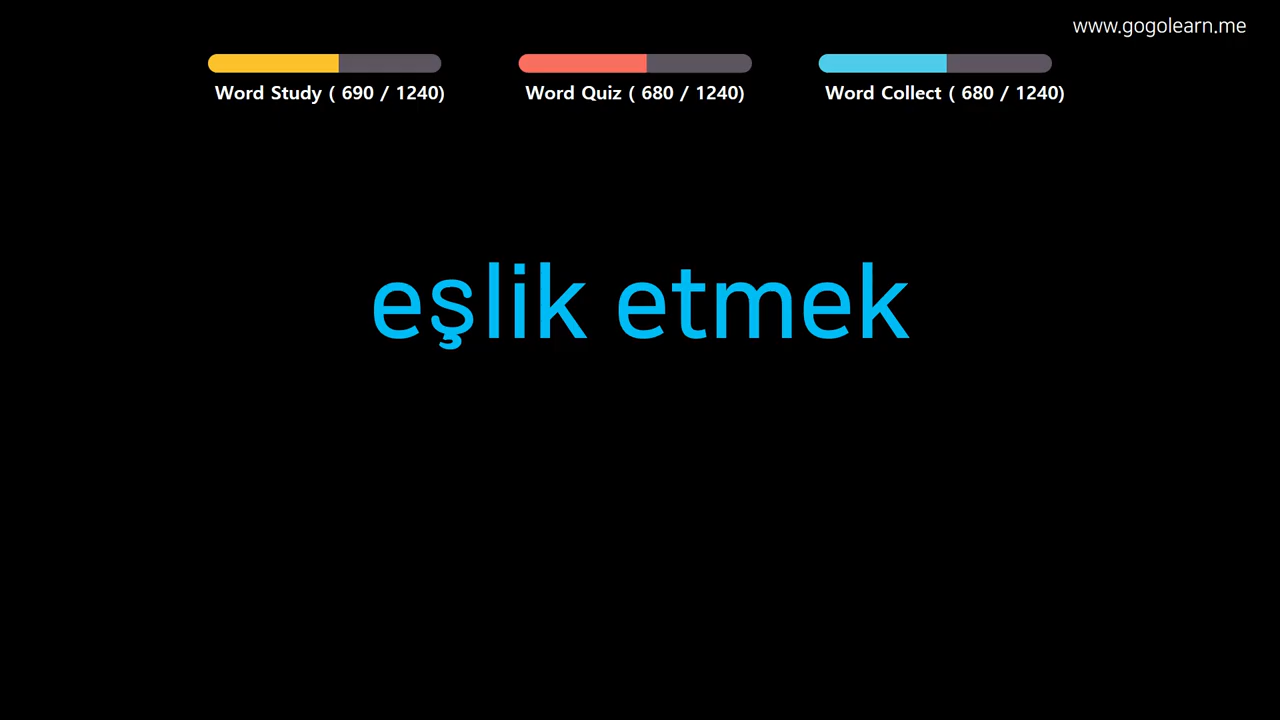 www.gogolearn.me
Word Study ( 690 / 1240)
Word Quiz ( 680 / 1240)
Word Collect ( 680 / 1240)
eşlik etmek